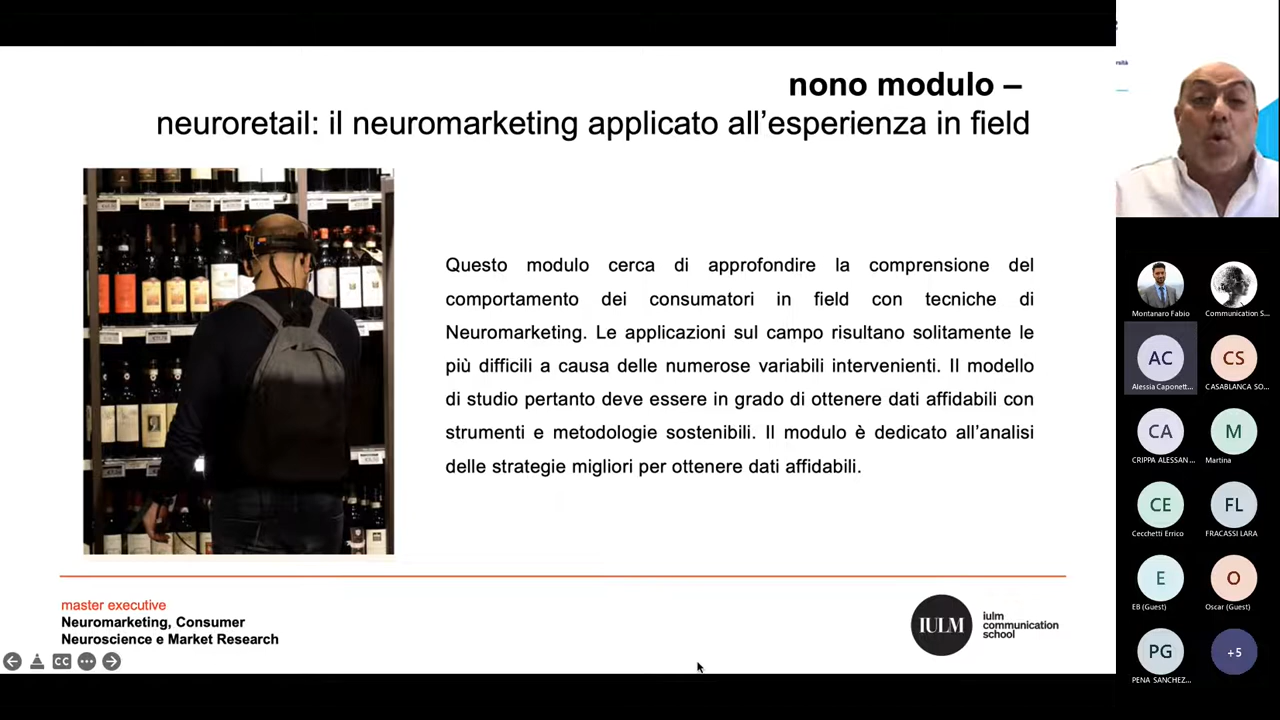 nono modulo –
neuroretail: il neuromarketing applicato all’esperienza in field
Questo modulo cerca di approfondire la comprensione del
comportamento dei consumatori in field con tecniche di
Neuromarketing. Le applicazioni sul campo risultano solitamente le
più difficili a causa delle numerose variabili intervenienti. Il modello
di studio pertanto deve essere in grado di ottenere dati affidabili con
strumenti e metodologie sostenibili. Il modulo è dedicato all’analisi
delle strategie migliori per ottenere dati affidabili.
master executive
Neuromarketing, Consumer
Neuroscience e Market Research
IULM
iulm
communication
school
CC
Montanaro Fabio
Communication S...
AC
Alessia Caponett...
CS
CASABLANCA SO...
CA
CRIPPA ALESSAN...
M
Martina
CE
Cecchetti Errico
FL
FRACASSI LARA
E
EB (Guest)
O
Oscar (Guest)
PG
PENA SANCHEZ...
+5